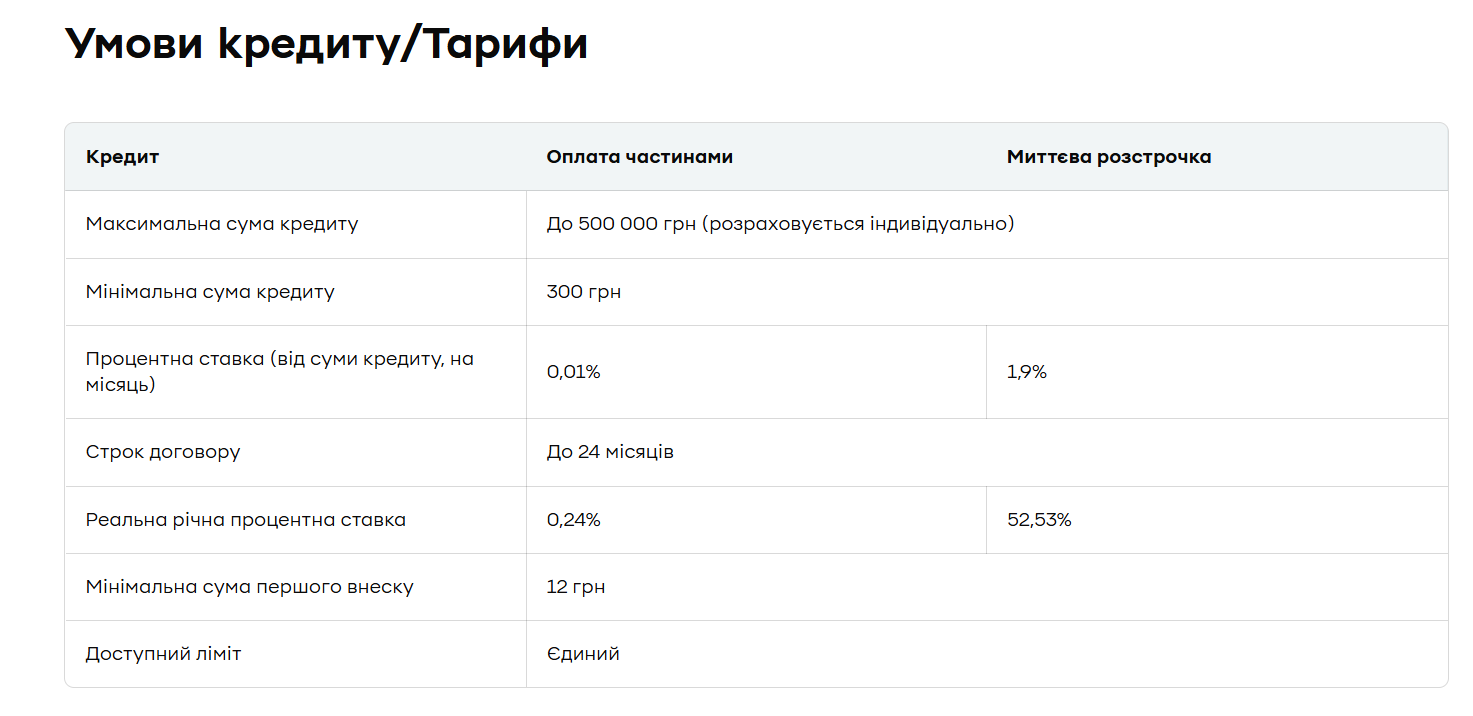 Умови кредиту/Тарифи
Кредит
Оплата частинами
Миттєва розстрочка
Максимальна сума кредиту
До 500 000 грн (розраховується індивідуально)
Мінімальна сума кредиту
300 грн
Процентна ставка (від суми кредиту, на
місяць)
0,01%
1,9%
Строк договору
До 24 місяців
Реальна річна процентна ставка
0,24%
52,53%
Мінімальна сума першого внеску
12 грн
Доступний ліміт
Єдиний